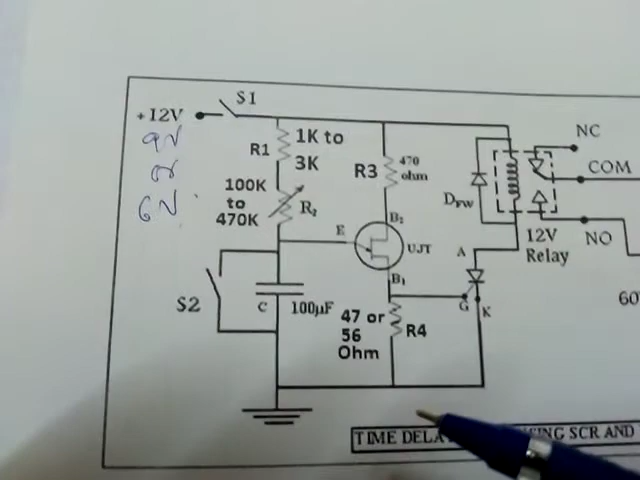 S1
+12V
9V
or
6V
R1
1K to
3K
R3
470
ohm
NC
COM
NO
DFW
12V
Relay
100K
to
470K
R2
B2
E
UJT
B1
A
G
K
S2
C
100µF
47 or
56
Ohm
R4
60
TIME DELA
SING SCR AND